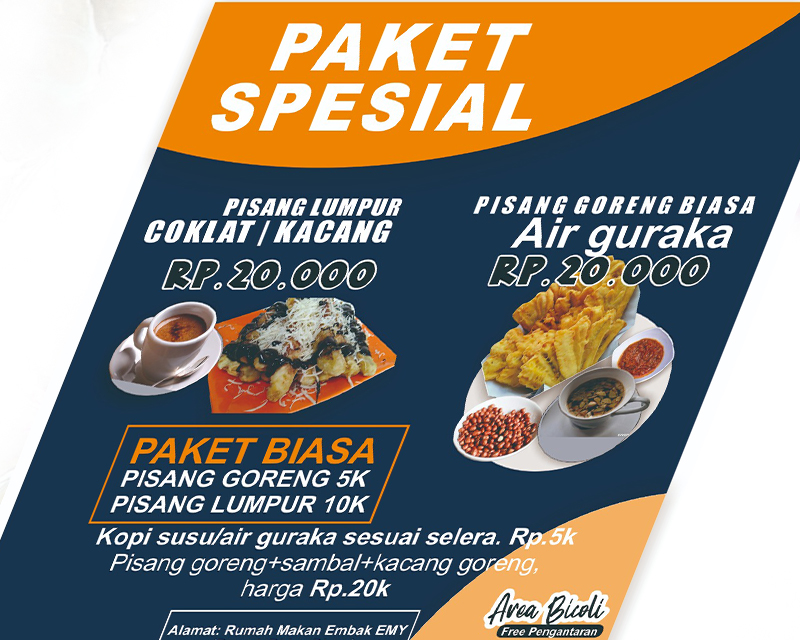 PAKET
SPESIAL
PISANG LUMPUR
COKLAT / KACANG
RP.20.000
PISANG GORENG BIASA
Air guraka
RP.20.000
PAKET BIASA
PISANG GORENG 5K
PISANG LUMPUR 10K
Kopi susu/air guraka sesuai selera. Rp.5k
Pisang goreng+sambal+kacang goreng,
harga Rp.20k
Alamat: Rumah Makan Embak EMY
Area Bicoli
Free Pengantaran